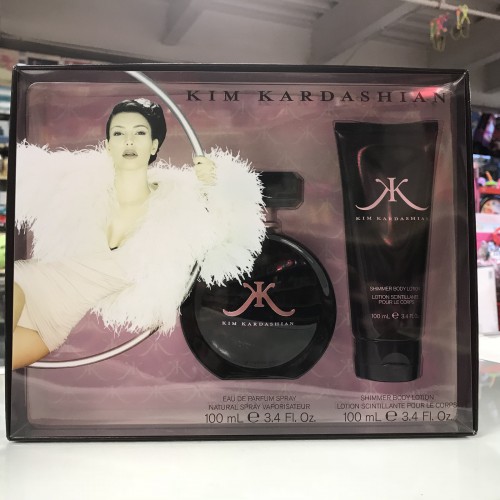 KIM KARDASHIAN
KK
KIM KARDASHIAN
SHIMMER BODY LOTION
LOTION SCINTILLANTE
POUR LE CORPS
100 mL e 3.4 fl. oz.
KK
KIM KARDASHIAN
EAU DE PARFUM SPRAY
NATURAL SPRAY VAPORISATEUR
100 mL e 3.4 Fl. Oz.
SHIMMER BODY LOTION
LOTION SCINTILLANTE POUR LE CORPS
100 mL e 3.4 Fl. Oz.